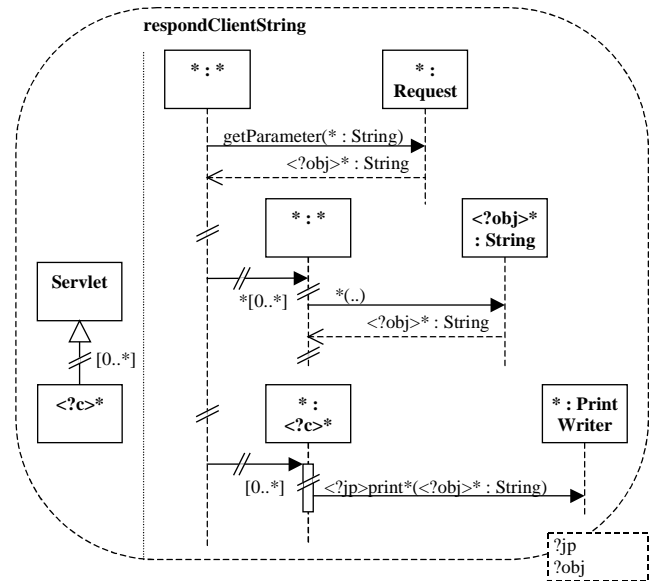 respondClientString
* : *
* :
Request
getParameter(* : String)
<?obj>* : String
* : *
<?obj>*
: String
Servlet
*[0..*]
*(..)
<?obj>* : String
[0..*]
<?c>*
* :
<?c>*
* : Print
Writer
[0..*]
<?jp>print*(<?obj>* : String)
?jp
?obj